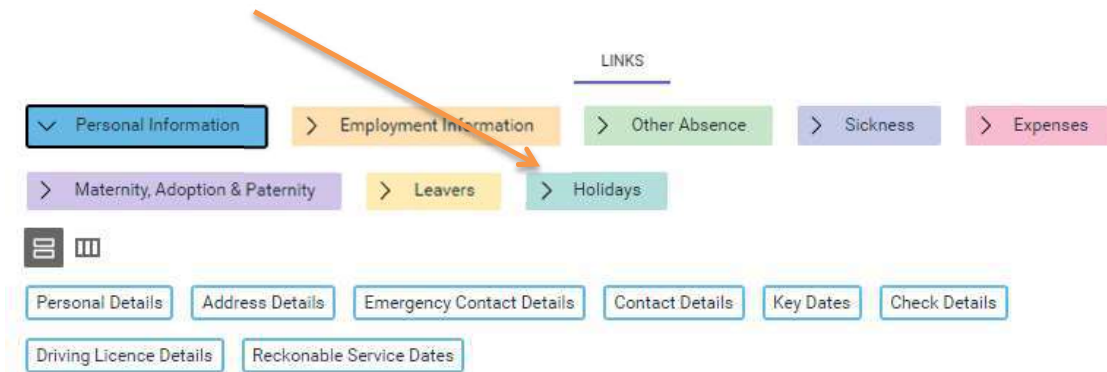 LINKS
Personal Information Employment Information Other Absence Sickness Expenses
Maternity, Adoption & Paternity Leavers Holidays
Personal Details Address Details Emergency Contact Details Contact Details Key Dates Check Details
Driving Licence Details Reckonable Service Dates